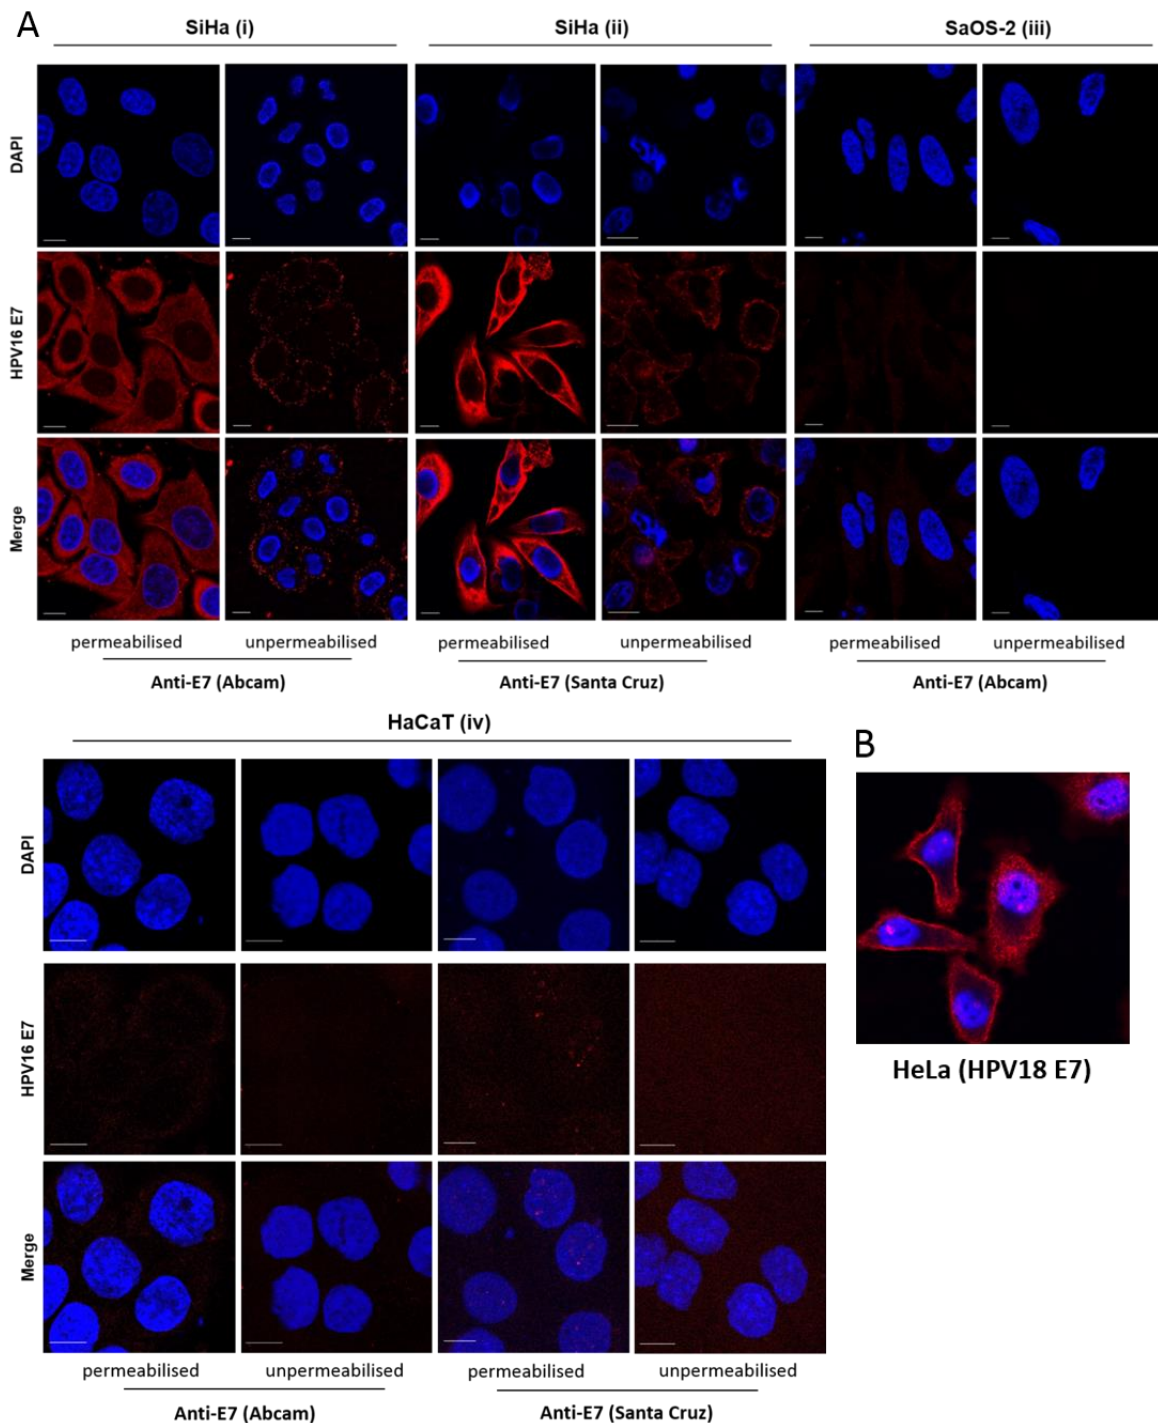 A
SiHa (i)
SiHa (ii)
SaOS-2 (iii)
DAPI
HPV16 E7
Merge
permeabilised
unpermeabilised
permeabilised
unpermeabilised
permeabilised
unpermeabilised
Anti-E7 (Abcam)
Anti-E7 (Santa Cruz)
Anti-E7 (Abcam)
HaCaT (iv)
DAPI
HPV16 E7
Merge
permeabilised
unpermeabilised
permeabilised
unpermeabilised
Anti-E7 (Abcam)
Anti-E7 (Santa Cruz)
B
HeLa (HPV18 E7)